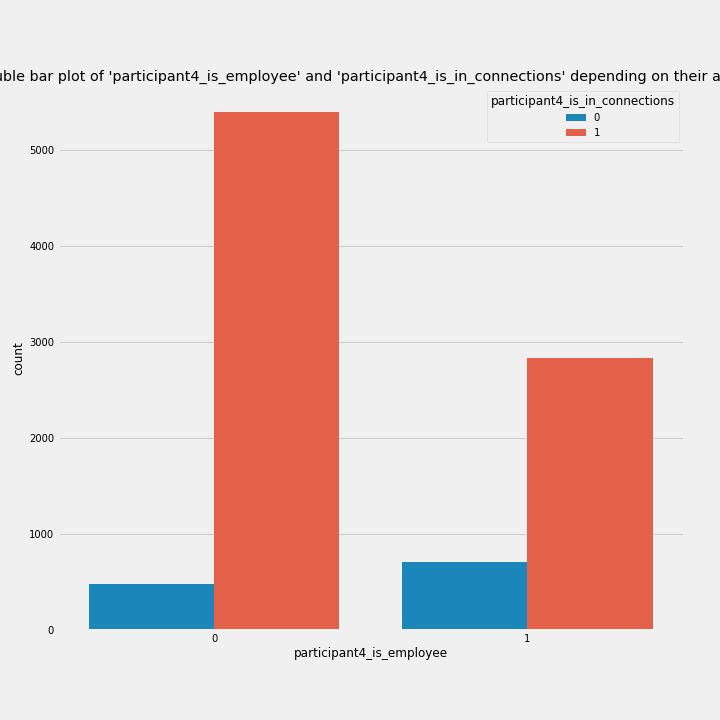 uble bar plot of 'participant4_is_employee' and 'participant4_is_in_connections' depending on their a
participant4_is_in_connections
0
1
5000
4000
3000
2000
1000
0
count
0 1
participant4_is_employee